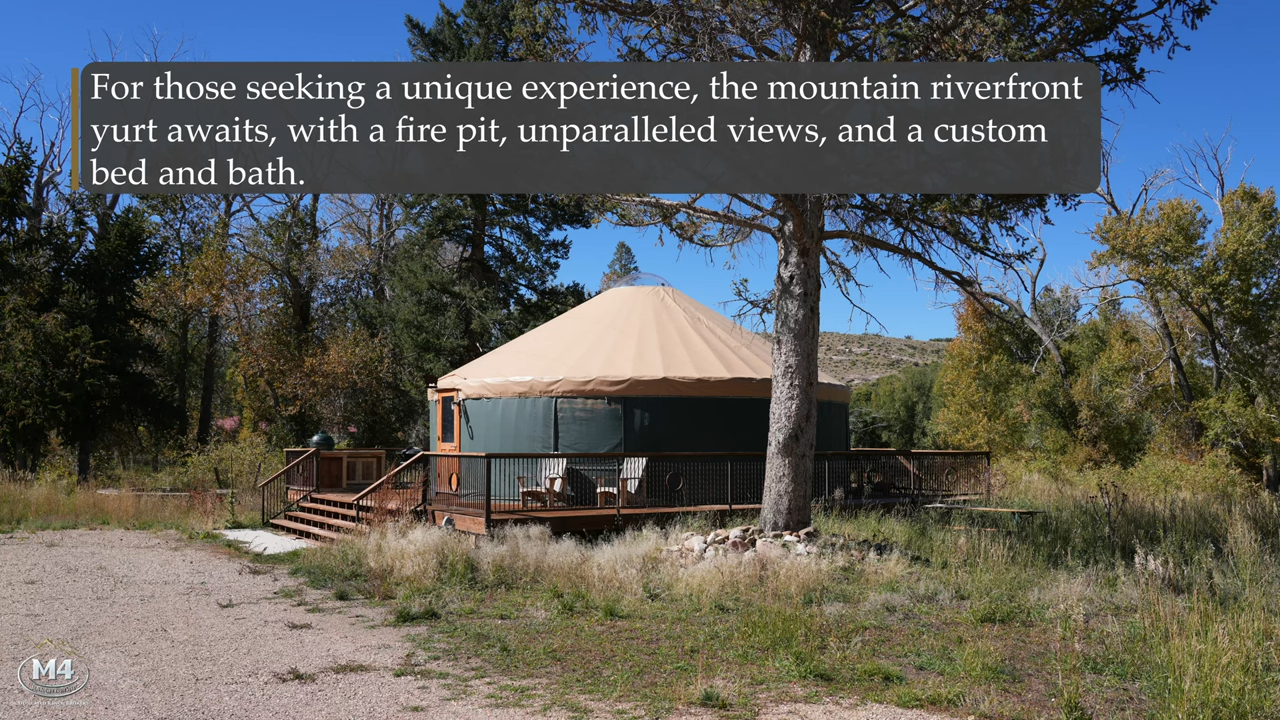 For those seeking a unique experience, the mountain riverfront
yurt awaits, with a fire pit, unparalleled views, and a custom
bed and bath.
M4